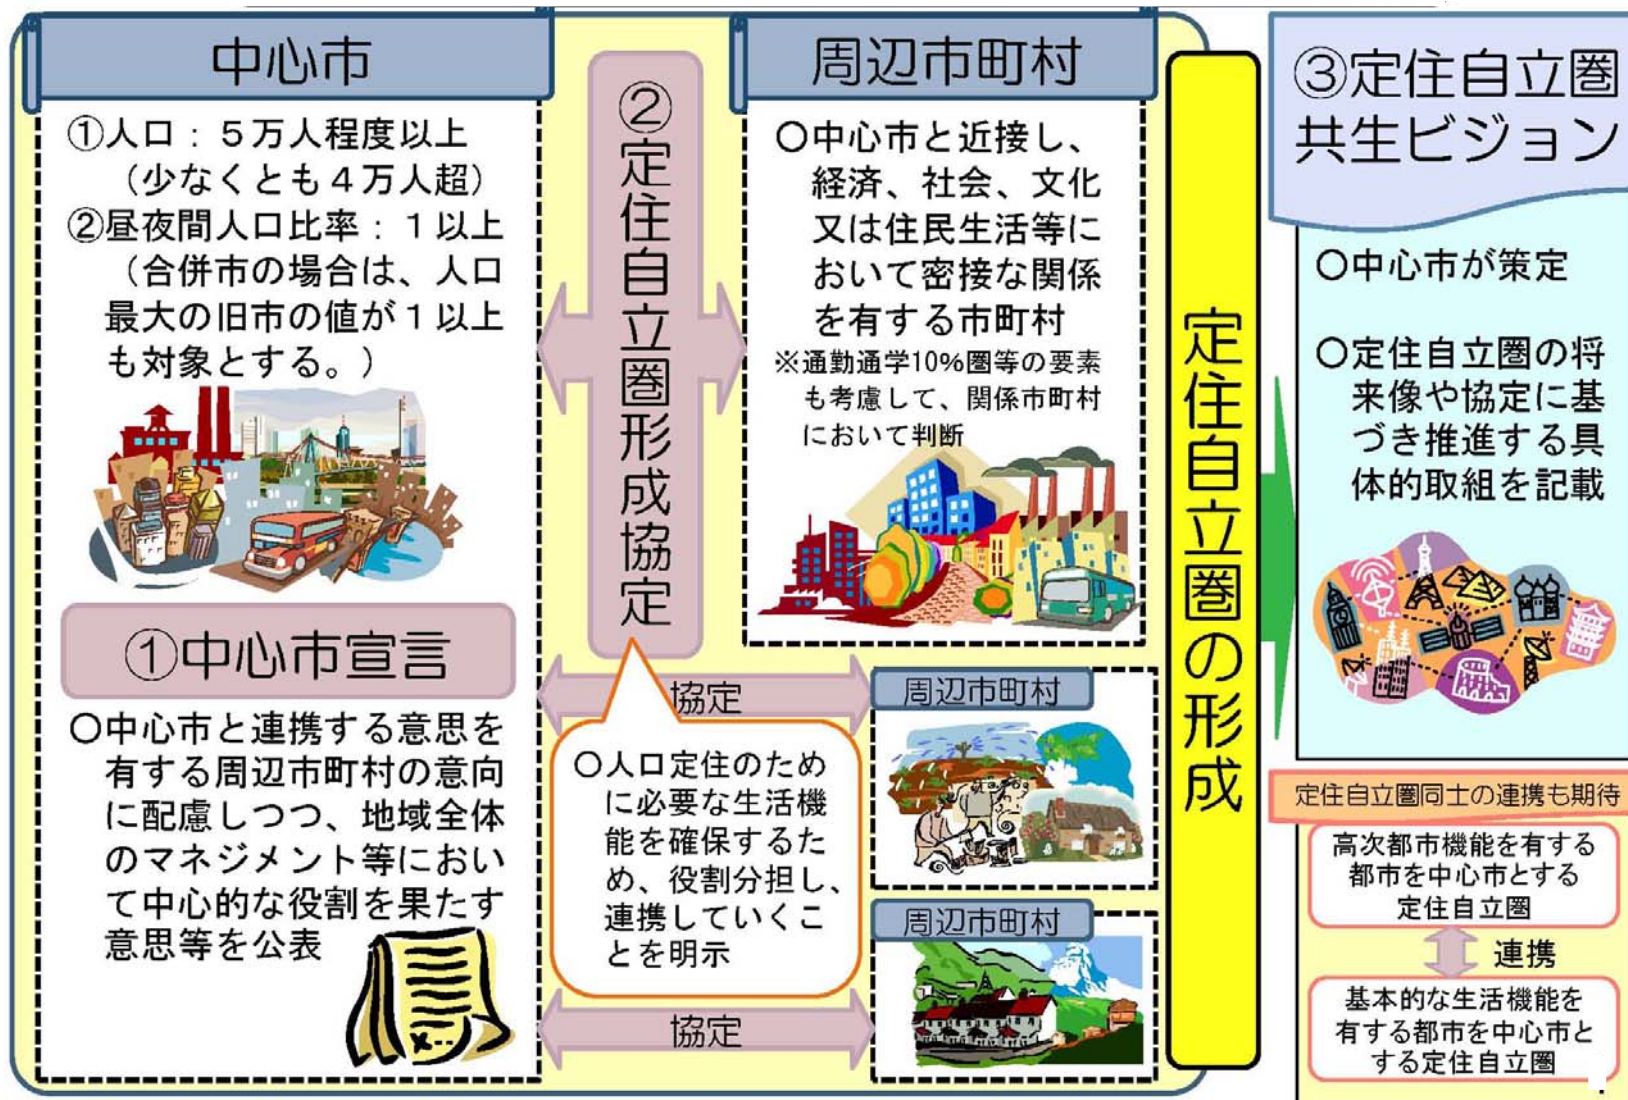 中心市
①人口：５万人程度以上
（少なくとも４万人超）
②昼夜間人口比率：１以上
（合併市の場合は、人口
最大の旧市の値が１以上
も対象とする。）
①中心市宣言
〇中心市と連携する意思を
有する周辺市町村の意向
に配慮しつつ、地域全体
のマネジメント等におい
て中心的な役割を果たす
意思等を公表
②定住自立圏形成協定
協定
〇人口定住のため
に必要な生活機
能を確保するた
め、役割分担し、
連携していくこ
とを明示
協定
周辺市町村
〇中心市と近接し、
経済、社会、文化
又は住民生活等に
おいて密接な関係
を有する市町村
※通勤通学10%圏等の要素
も考慮して、関係市町村
において判断
周辺市町村
周辺市町村
定住自立圏の形成
③定住自立圏
共生ビジョン
〇中心市が策定
〇定住自立圏の将
来像や協定に基
づき推進する具
体的取組を記載
定住自立圏同士の連携も期待
高次都市機能を有する
都市を中心市とする
定住自立圏
連携
基本的な生活機能を
有する都市を中心市と
する定住自立圏